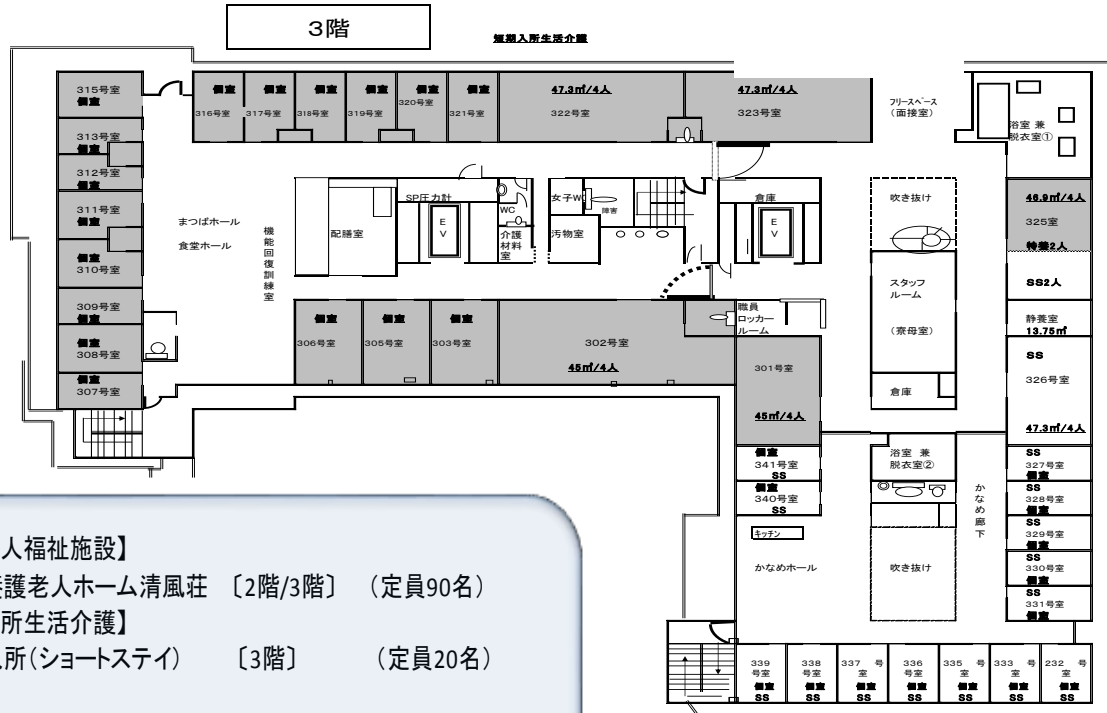 3階
短期入所生活介護
315号室
個室
313号室
個室
312号室
個室
311号室
個室
個室
310号室
309号室
個室
個室
308号室
個室
307号室
個室
316号室
個室
317号室
個室
318号室
個室
319号室
個室
320号室
個室
321号室
47.3㎡/4人
322号室
47.3㎡/4人
323号室
フリースペース
(面接室)
浴室 兼
脱衣室①
まつばホール
食堂ホール
機能回復訓練室
配膳室
SP圧力計
EV
WC
介護
材料
室
女子WC
障害
汚物室
倉庫
EV
吹き抜け
46.9㎡/4人
325室
特養2人
SS2人
スタッフ
ルーム
(寮母室)
静養室
13.75㎡
個室
306号室
個室
305号室
個室
303号室
302号室
45㎡/4人
職員
ロッカー
ルーム
301号室
45㎡/4人
倉庫
SS
326号室
47.3㎡/4人
個室
341号室
SS
個室
340号室
SS
浴室 兼
脱衣室②
かなめ廊下
SS
327号室
個室
SS
328号室
個室
SS
329号室
個室
SS
330号室
個室
SS
331号室
個室
キッチン
かなめホール
吹き抜け
339
号室
個室
SS
338
号室
個室
SS
337 号
室
個室
SS
336
号室
個室
SS
335 号
室
個室
SS
333 号
室
個室
SS
232 号
室
個室
SS
人福祉施設】
養護老人ホーム清風荘 〔2階/3階〕 (定員90名)
所生活介護】
入所(ショートステイ) 〔3階〕 (定員20名)